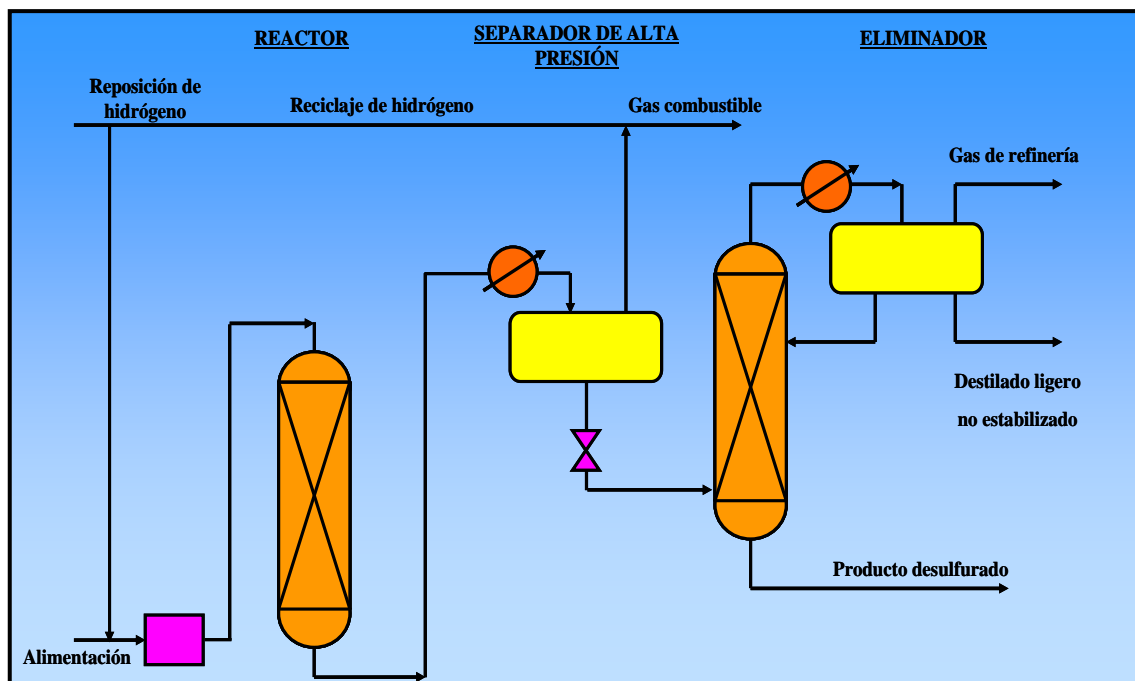 REACTOR
SEPARADOR DE ALTA
PRESIÓN
ELIMINADOR
Reposición de
hidrógeno
Reciclaje de hidrógeno
Gas combustible
Gas de refinería
Destilado ligero
no estabilizado
Producto desulfurado
Alimentación